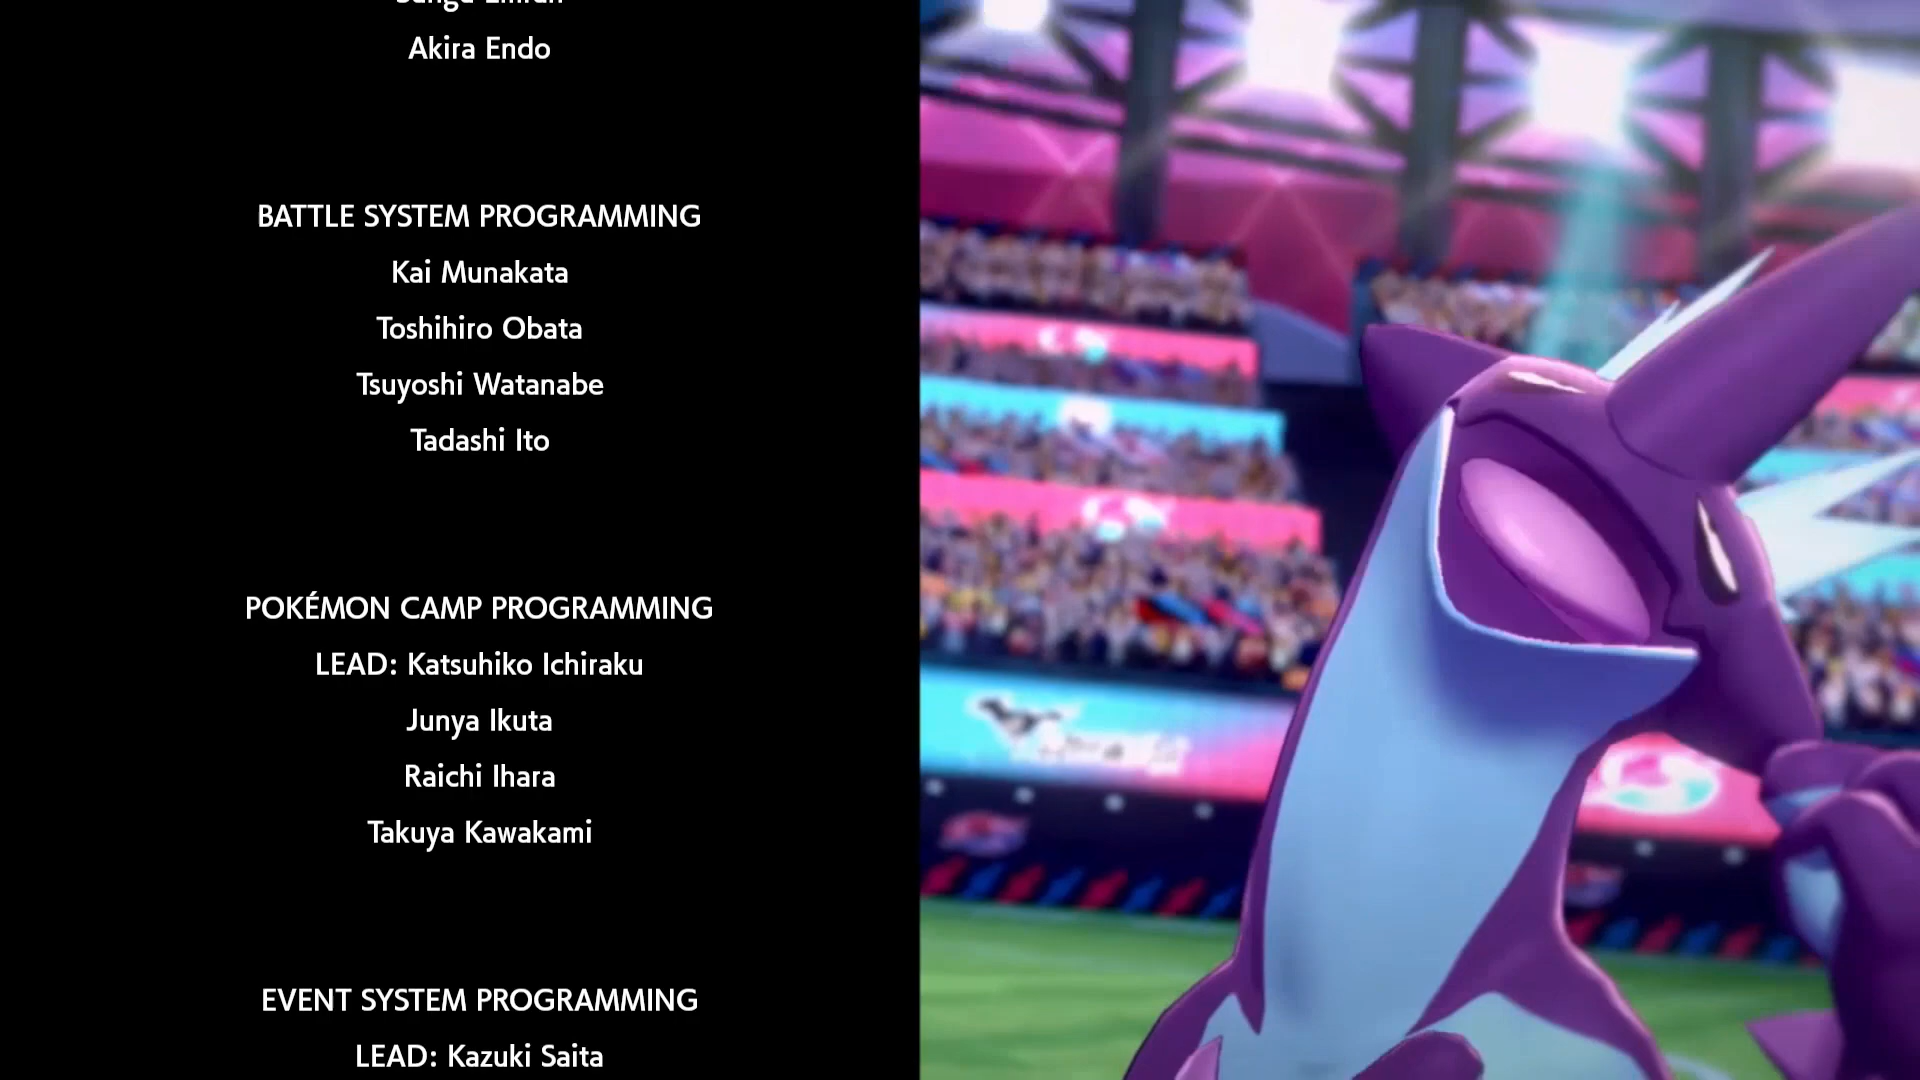 Akira Endo
BATTLE SYSTEM PROGRAMMING
Kai Munakata
Toshihiro Obata
Tsuyoshi Watanabe
Tadashi Ito
POKÉMON CAMP PROGRAMMING
LEAD: Katsuhiko Ichiraku
Junya Ikuta
Raichi Ihara
Takuya Kawakami
EVENT SYSTEM PROGRAMMING
LEAD: Kazuki Saita